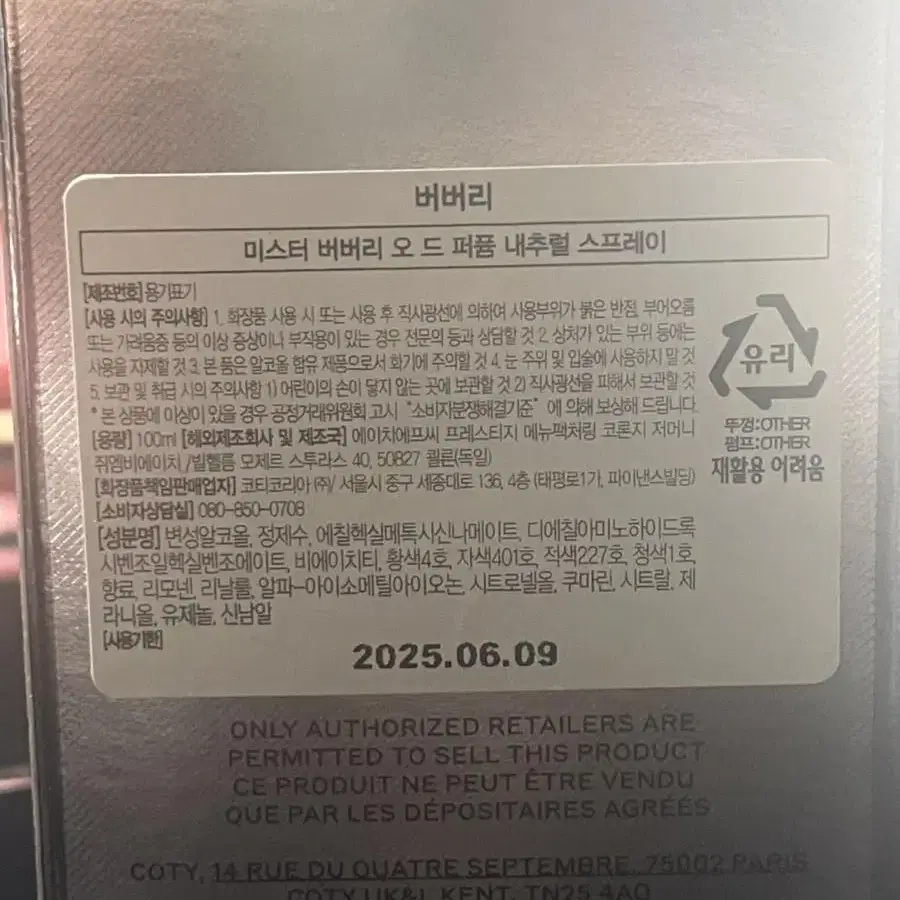 버버리
미스터 버버리 오 드 퍼퓸 내추럴 스프레이
[제조번호] 용기표기
[사용 시의 주의사항] 1. 화장품 사용 시 또는 사용 후 직사광선에 의하여 사용부위가 붉은 반점, 부어오름
또는 가려움증 등의 이상 증상이나 부작용이 있는 경우 전문의 등과 상담할 것 2. 상처가 있는 부위 등에는
사용을 자제할 것 3. 본 품은 알코올 함유 제품으로서 화기에 주의할 것 4. 눈 주위 및 입술에 사용하지 말 것
5. 보관 및 취급 시의 주의사항 1) 어린이의 손이 닿지 않는 곳에 보관할 것 2) 직사광선을 피해서 보관할 것
* 본 상품에 이상이 있을 경우 공정거래위원회 고시 "소비자분쟁해결기준" 에 의해 보상해 드립니다.
[용량] 100ml [해외제조회사 및 제조국] 에이치에프씨 프레스티지 메뉴팩처링 코론지 저머니
쥐엠비에이치 /빌헬름 모제르 스투라스 40, 50827 쾰른(독일)
[화장품책임판매업자] 코티코리아 ㈜/ 서울시 중구 세종대로 136, 4층 (태평로1가, 파이낸스빌딩)
[소비자상담실] 080-850-0708
[성분명] 변성알코올, 정제수, 에칠헥실메톡시신나메이트, 디에칠아미노하이드록
시벤조일헥실벤조에이트, 비에이치티, 황색4호, 자색401호, 적색227호, 청색1호,
향료, 리모넨, 리날룰, 알파-아이소메틸아이오논, 시트로넬올, 쿠마린, 시트랄, 제
라니올, 유제놀, 신남알
[사용기한]
2025.06.09
유리
뚜껑:OTHER
펌프:OTHER
재활용 어려움
ONLY AUTHORIZED RETAILERS ARE
PERMITTED TO SELL THIS PRODUCT
CE PRODUIT NE PEUT ÊTRE VENDU
QUE PAR LES DÉPOSITAIRES AGRÉÉS
COTY, 14 RUE DU QUATRE SEPTEMBRE, 75002 PARIS
COTY UK&I, KENT, TN25 4AQ